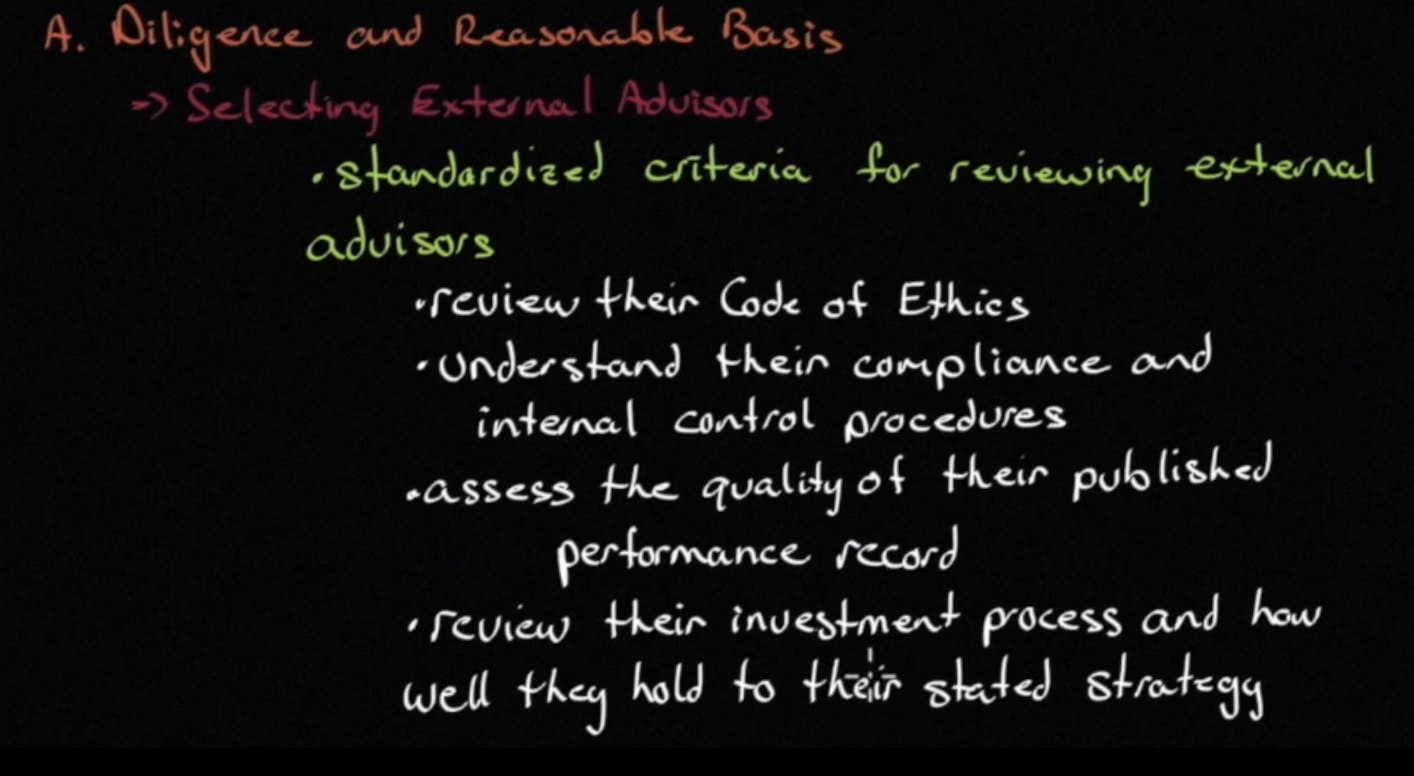 A. Diligence and Reasonable Basis
→ Selecting External Advisors
• standardized criteria for reviewing external
advisors
• review their Code of Ethics
• understand their compliance and
internal control procedures
• assess the quality of their published
performance record
• review their investment process and how
well they hold to their stated strategy